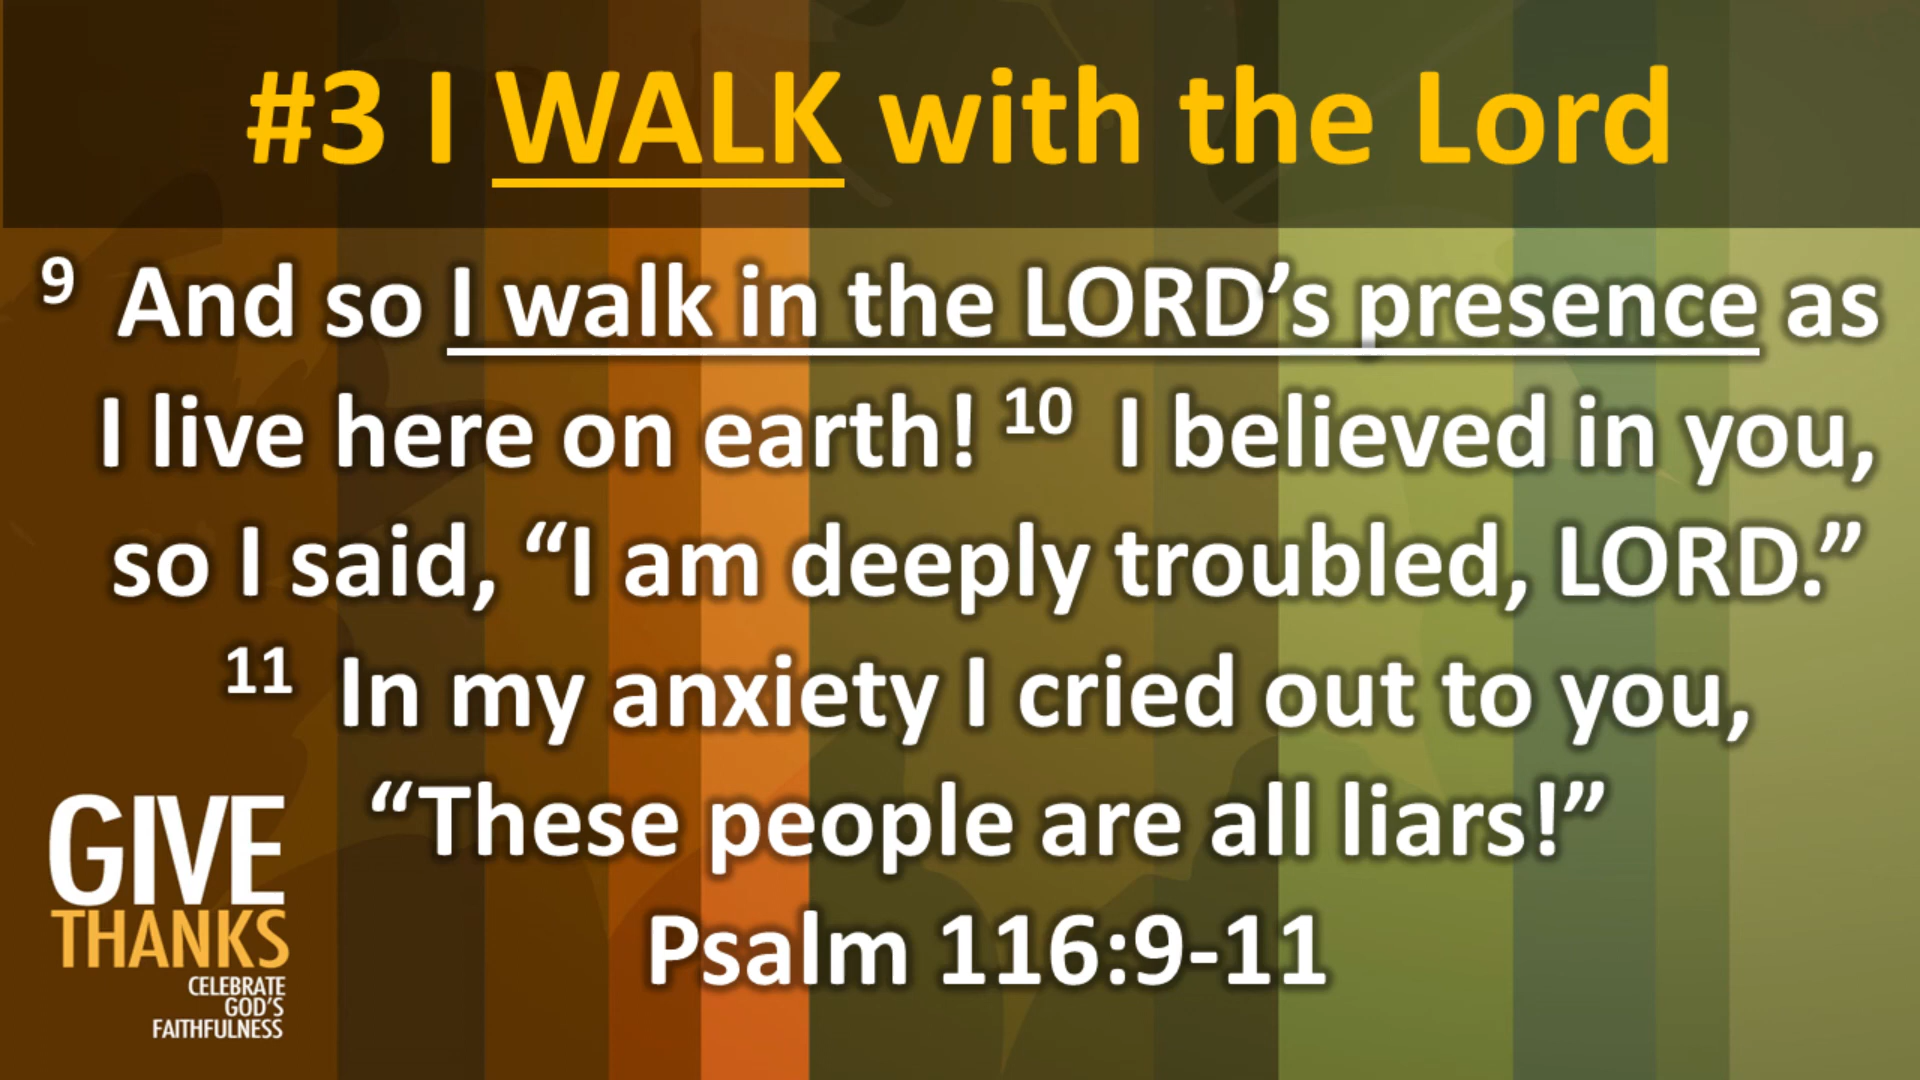 #3 I WALK with the Lord
9 And so I walk in the LORD’s presence as
I live here on earth! 10 I believed in you,
so I said, “I am deeply troubled, LORD.”
11 In my anxiety I cried out to you,
“These people are all liars!”
Psalm 116:9-11
GIVE
THANKS
CELEBRATE
GOD'S
FAITHFULNESS